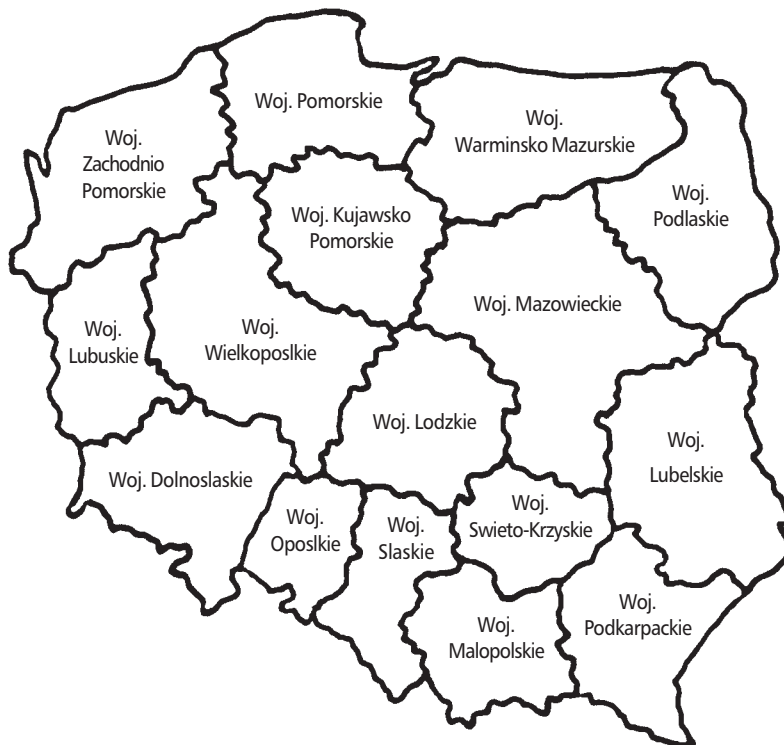 Woj. Pomorskie
Woj.
Zachodnio
Pomorskie
Woj.
Warminsko Mazurskie
Woj.
Podlaskie
Woj. Kujawsko
Pomorskie
Woj. Mazowieckie
Woj.
Lubuskie
Woj.
Wielkoposlkie
Woj. Lodzkie
Woj.
Lubelskie
Woj. Dolnoslaskie
Woj.
Oposlkie
Woj.
Slaskie
Woj.
Swieto-Krzyskie
Woj.
Malopolskie
Woj.
Podkarpackie